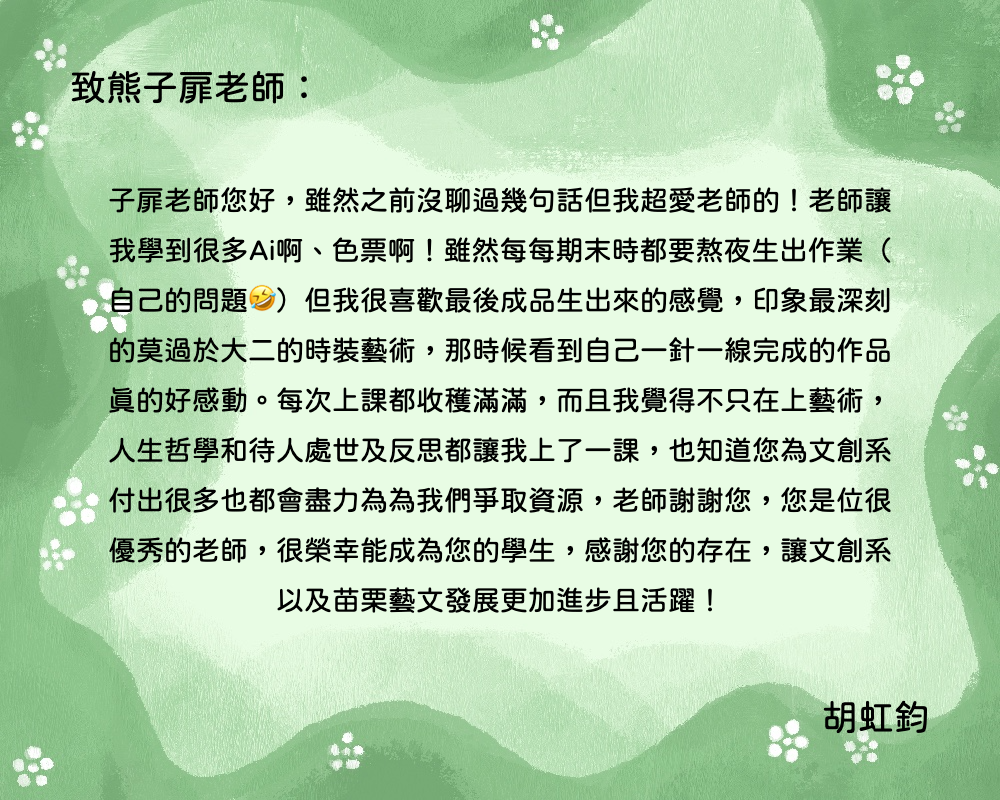 致熊子扉老師：
子扉老師您好，雖然之前沒聊過幾句話但我超愛老師的！老師讓
我學到很多Ai啊、色票啊！雖然每每期末時都要熬夜生出作業（
自己的問題🤣）但我很喜歡最後成品生出來的感覺，印象最深刻
的莫過於大二的時裝藝術，那時候看到自己一針一線完成的作品
真的好感動。每次上課都收穫滿滿，而且我覺得不只在上藝術，
人生哲學和待人處世及反思都讓我上了一課，也知道您為文創系
付出很多也都會盡力為為我們爭取資源，老師謝謝您，您是位很
優秀的老師，很榮幸能成為您的學生，感謝您的存在，讓文創系
以及苗栗藝文發展更加進步且活躍！
胡虹鈞